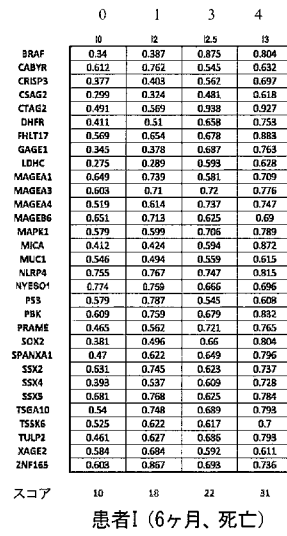 0 1 3 4
I0 I2 I2.5 I3
BRAF 0.34 0.387 0.875 0.804
CABYR 0.612 0.762 0.545 0.632
CRISP3 0.377 0.403 0.562 0.697
CSAG2 0.299 0.324 0.481 0.618
CTAG2 0.491 0.569 0.938 0.927
DHFR 0.411 0.51 0.658 0.753
FHLT17 0.569 0.654 0.678 0.883
GAGE1 0.345 0.378 0.687 0.763
LDHC 0.275 0.289 0.593 0.628
MAGEA1 0.649 0.739 0.581 0.709
MAGEA3 0.603 0.71 0.72 0.776
MAGEA4 0.519 0.614 0.737 0.747
MAGEB6 0.651 0.713 0.625 0.69
MAPK1 0.579 0.599 0.706 0.789
MICA 0.412 0.424 0.594 0.872
MUC1 0.546 0.494 0.559 0.615
NLRP4 0.755 0.767 0.747 0.815
NYESO1 0.774 0.759 0.666 0.696
P53 0.579 0.787 0.545 0.608
PBK 0.609 0.759 0.679 0.832
PRAME 0.465 0.562 0.721 0.765
SOX2 0.381 0.496 0.66 0.804
SPANXA1 0.47 0.622 0.649 0.796
SSX2 0.631 0.745 0.623 0.737
SSX4 0.393 0.537 0.609 0.728
SSX5 0.681 0.768 0.625 0.784
TSGA10 0.54 0.748 0.689 0.793
TSSK6 0.525 0.622 0.617 0.7
TULP2 0.461 0.627 0.686 0.793
XAGE2 0.584 0.684 0.592 0.611
ZNF165 0.603 0.867 0.693 0.736
スコア 10 18 22 31
患者I (6ヶ月、死亡)